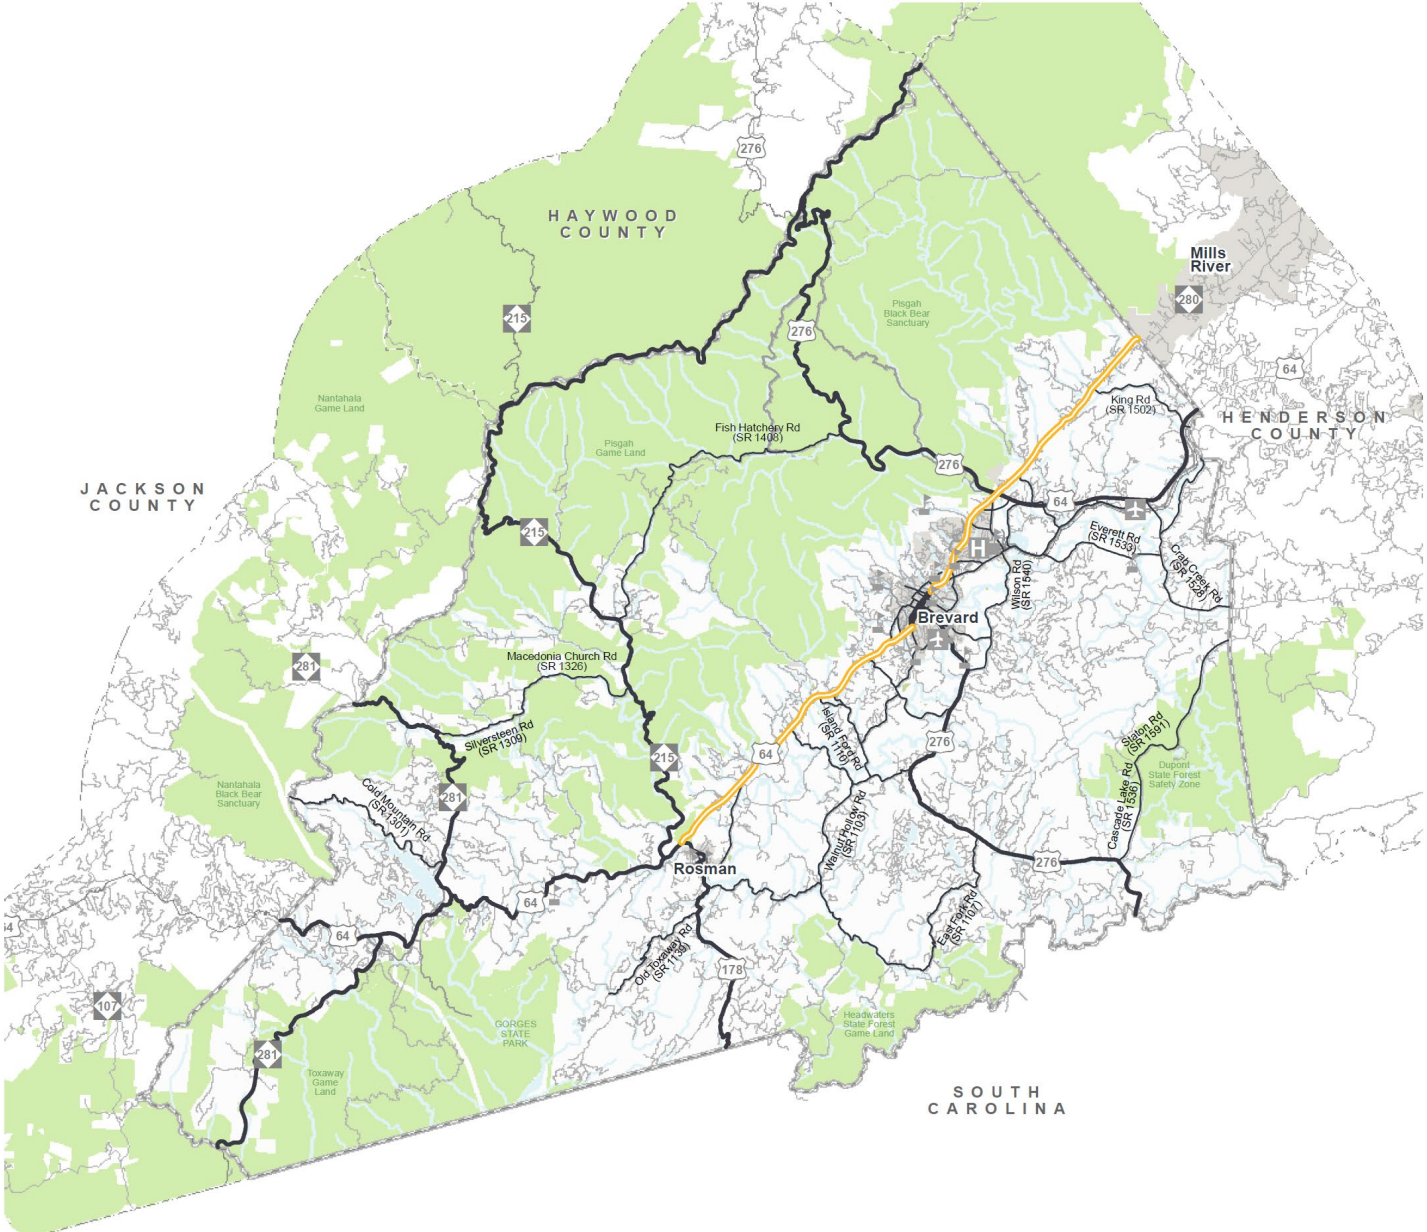 276
HAYWOOD
COUNTY
Mills
River
280
215
Pisgah
Black Bear
Sanctuary
276
64
Nantahala
Game Land
King Rd
(SR 1502)
HENDERSON
COUNTY
Fish Hatchery Rd
(SR 1408)
Pisgah
Game Land
276
JACKSON
COUNTY
64
215
Everett Rd
(SR 1533)
H
Crab Creek Rd
(SR 1528)
Wilson Rd
(SR 1540)
Brevard
Macedonia Church Rd
(SR 1326)
281
Silversteen Rd
(SR 1309)
Island Ford Rd
(SR 1110)
Staton Rd
(SR 1591)
276
215
64
Dupont
State Forest
Safety Zone
Nantahala
Black Bear
Sanctuary
281
Cold Mountain Rd
(SR 1301)
Cascade Lake Rd
(SR 1536)
Walnut Hollow Rd
(SR 1103)
276
Rosman
64
East Fork Rd
(SR 1107)
64
64
Old Toxaway Rd
(SR 1139)
178
107
Headwaters
State Forest
Game Land
GORGES
STATE
PARK
281
Toxaway
Game
Land
SOUTH
CAROLINA